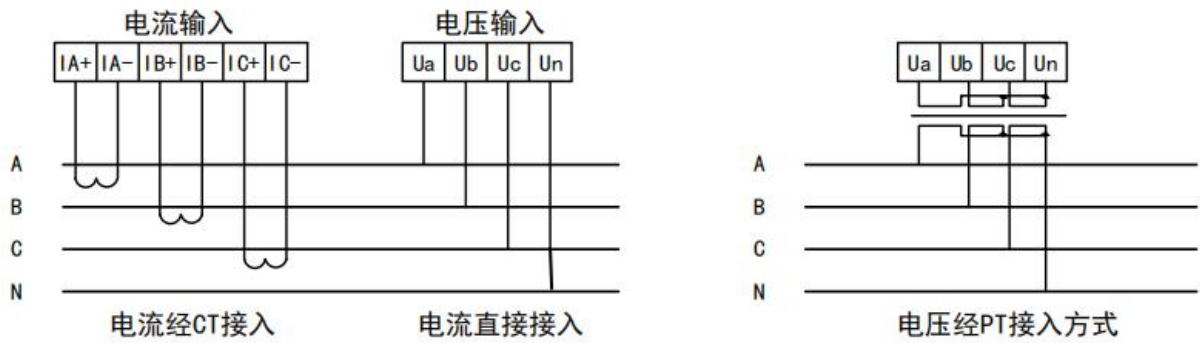 电流输入 电压输入
IA+ IA- IB+ IB- IC+ IC- Ua Ub Uc Un Ua Ub Uc Un
A A
B B
C C
N N
电流经CT接入 电流直接接入 电压经PT接入方式